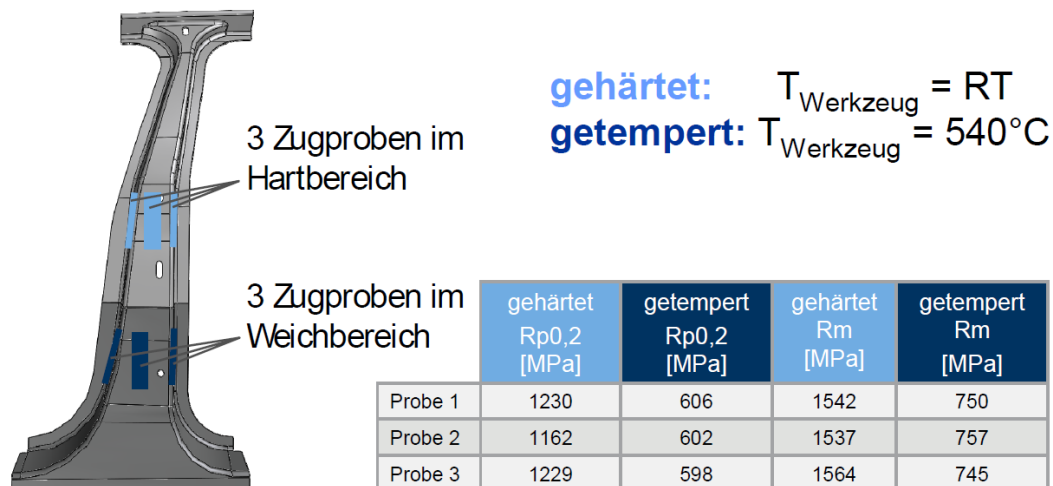 gehärtet: T Werkzeug = RT
getempert: T Werkzeug = 540°C
3 Zugproben im
Hartbereich
3 Zugproben im
Weichbereich
gehärtet getempert gehärtet getempert
Rp0,2 Rp0,2 Rm Rm
[MPa] [MPa] [MPa] [MPa]
Probe 1 1230 606 1542 750
Probe 2 1162 602 1537 757
Probe 3 1229 598 1564 745